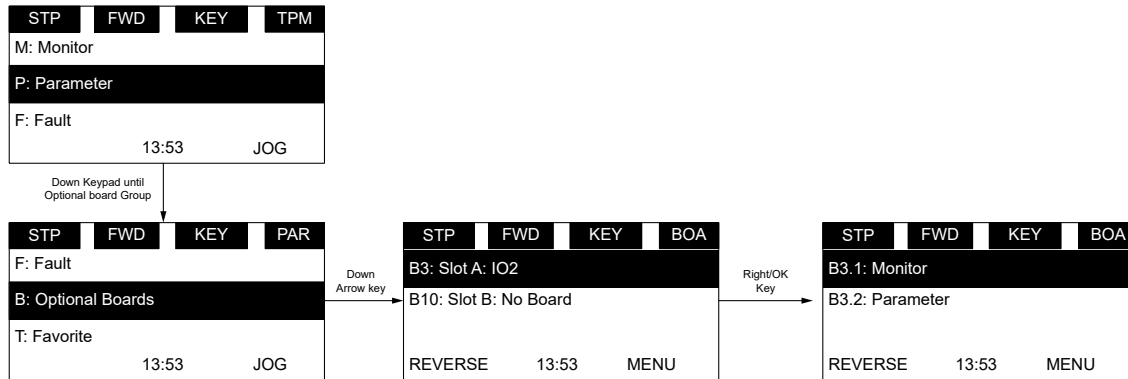 STP FWD KEY TPM
M: Monitor
P: Parameter
F: Fault
13:53 JOG
Down Keypad until
Optional board Group
STP FWD KEY PAR
F: Fault
B: Optional Boards
T: Favorite
13:53 JOG
Down
Arrow key
STP FWD KEY BOA
B3: Slot A: IO2
B10: Slot B: No Board
REVERSE 13:53 MENU
Right/OK
Key
STP FWD KEY BOA
B3.1: Monitor
B3.2: Parameter
REVERSE 13:53 MENU